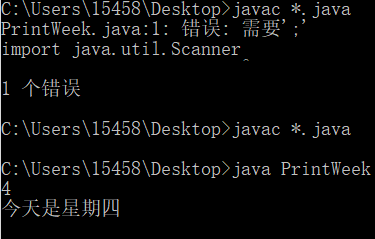 C:\Users\15458\Desktop>javac *.java
PrintWeek.java:1: 错误: 需要';'
import java.util.Scanner
^
1 个错误
C:\Users\15458\Desktop>javac *.java
C:\Users\15458\Desktop>java PrintWeek
4
今天是星期四